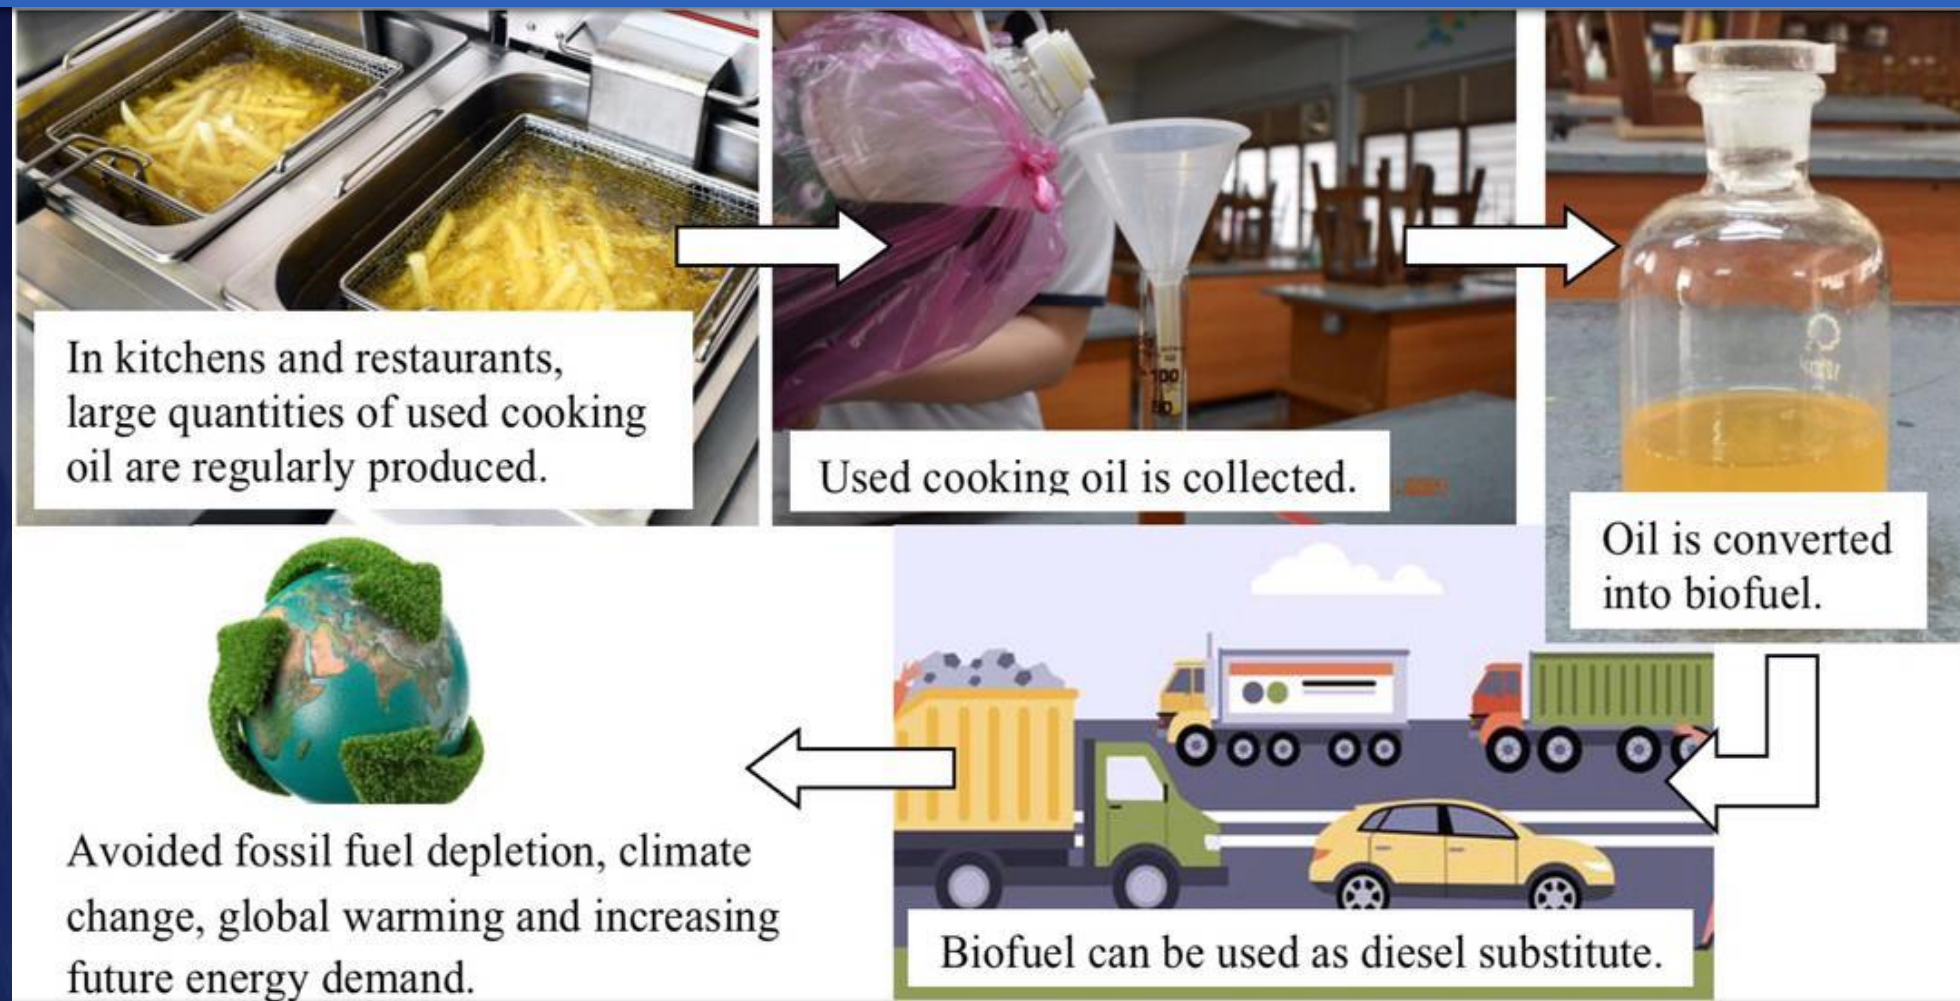 In kitchens and restaurants,
large quantities of used cooking
oil are regularly produced.
Used cooking oil is collected.
100
50
Oil is converted
into biofuel.
Biofuel can be used as diesel substitute.
Avoided fossil fuel depletion, climate
change, global warming and increasing
future energy demand.